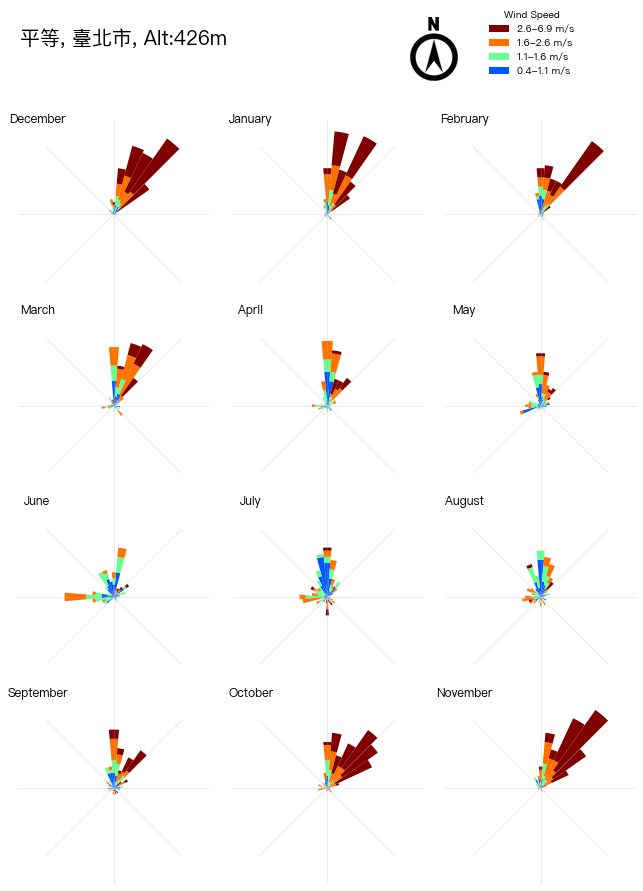 平等, 臺北市, Alt:426m
N
Wind Speed
2.6–6.9 m/s
1.6–2.6 m/s
1.1–1.6 m/s
0.4–1.1 m/s
December
January
February
March
April
May
June
July
August
September
October
November